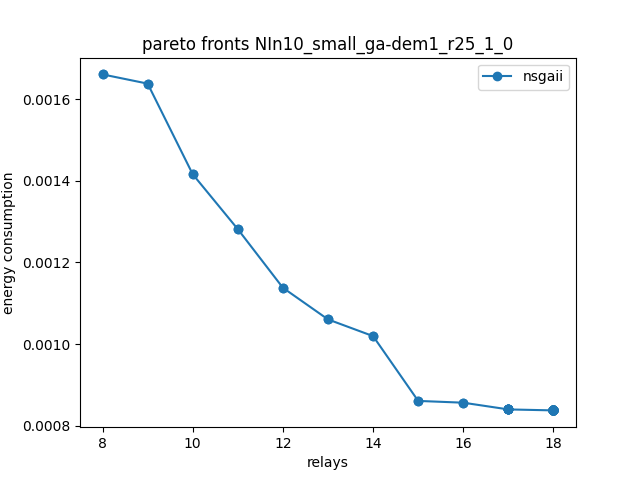 pareto fronts NIn10_small_ga-dem1_r25_1_0
nsgaii
energy consumption
0.0016
0.0014
0.0012
0.0010
0.0008
8 10 12 14 16 18
relays